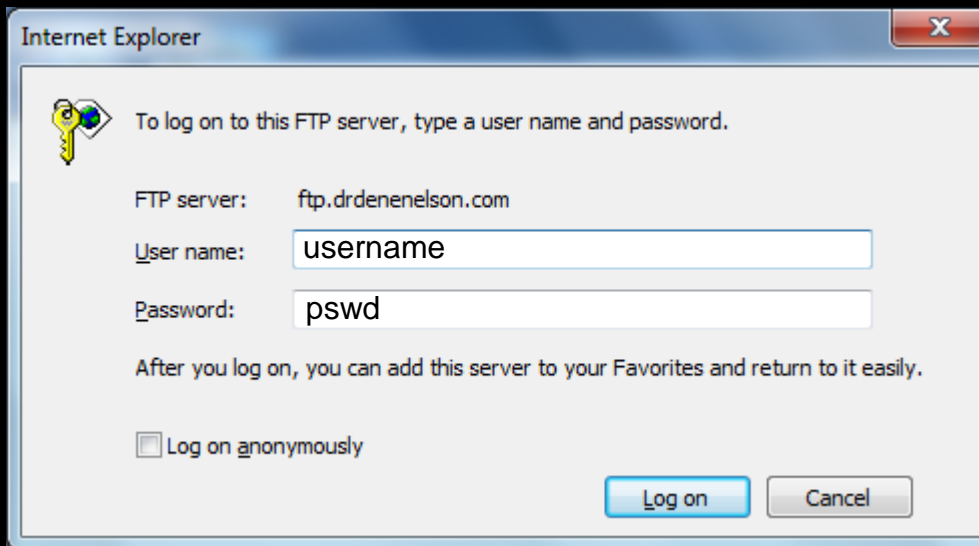 Internet Explorer
To log on to this FTP server, type a user name and password.
FTP server: ftp.drdenenelson.com
User name: username
Password: pswd
After you log on, you can add this server to your Favorites and return to it easily.
Log on anonymously
Log on Cancel